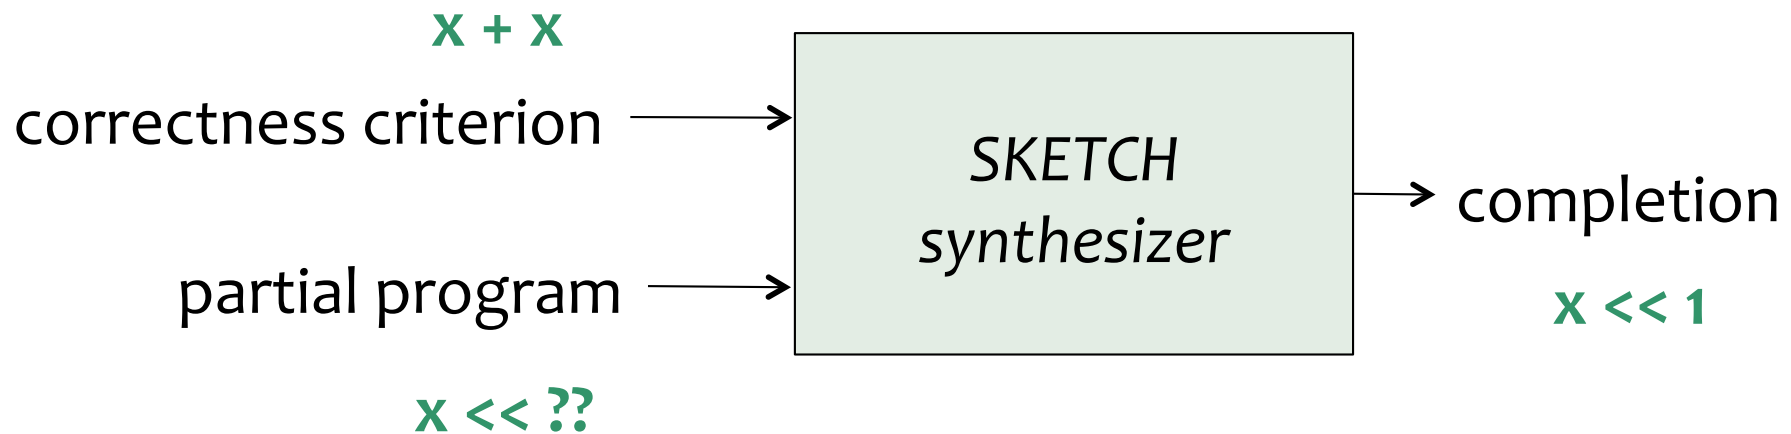 x + x
correctness criterion
partial program
x << ??
SKETCH
synthesizer
completion
x << 1